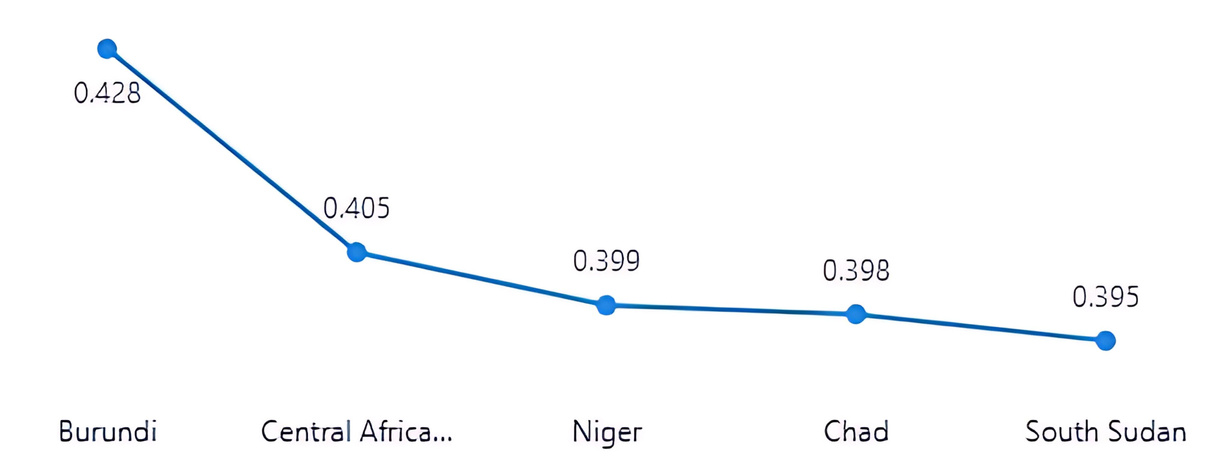 0.428
0.405
0.399
0.398
0.395
Burundi
Central Africa...
Niger
Chad
South Sudan